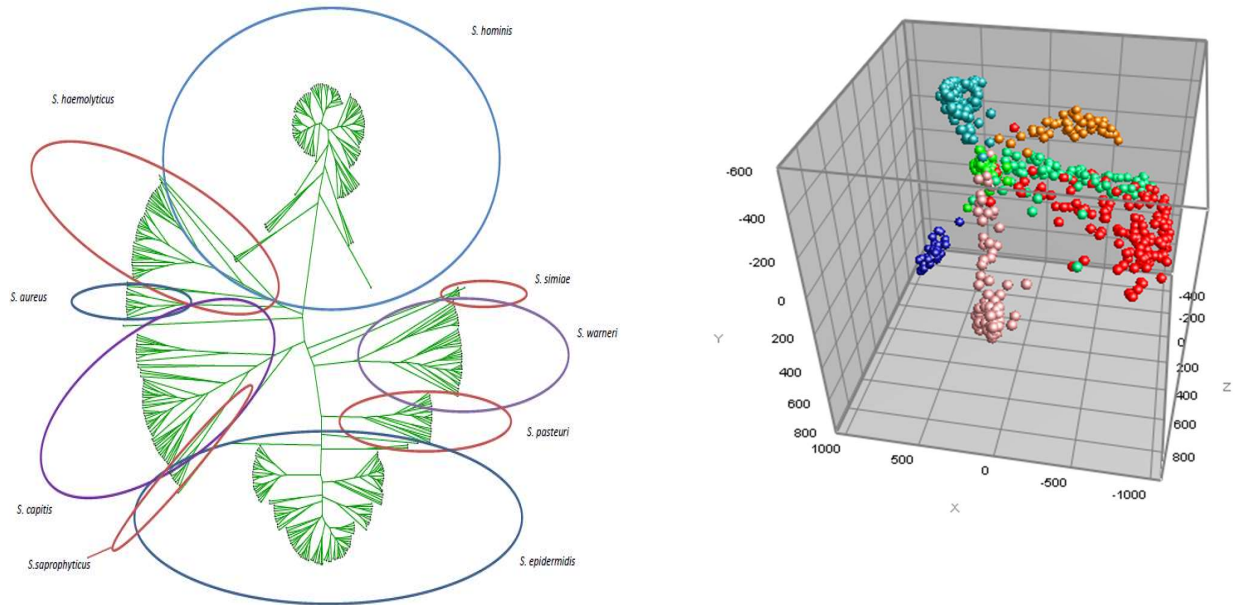 S. hominis
S. haemolyticus
S. aureus
S. simiae
S. warneri
S. pasteuri
S. capitis
S.saprophyticus
S. epidermidis
-600
-400
-200
0
200
400
600
800
Y
1000
500
0
-500
-1000
X
-400
-200
0
200
400
600
800
Z